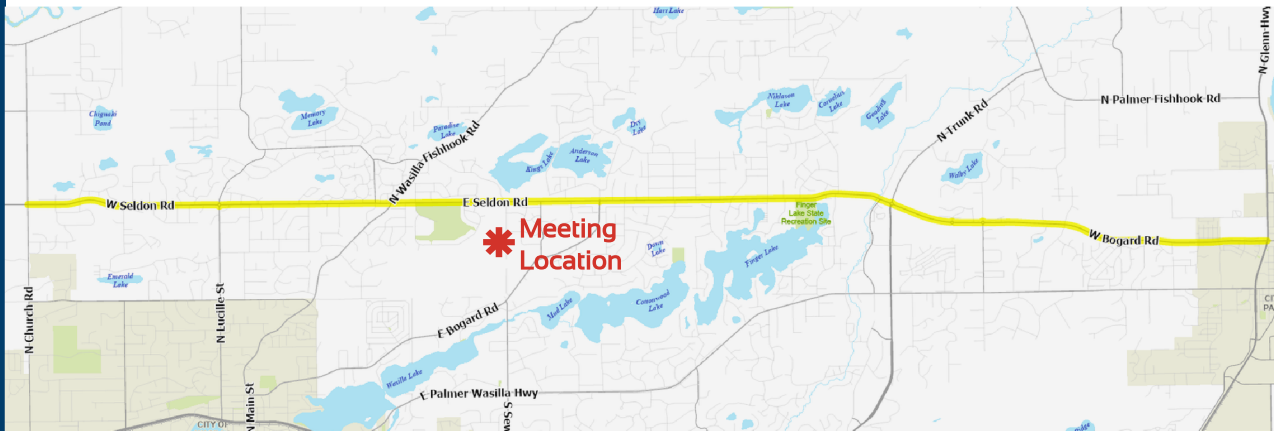 Hart Lake
N Glenn Hwy
Chignaki
Pond
Memory
Lake
Niklason
Lake
Cornelius
Lake
Gooding
Lake
N Palmer-Fishhook Rd
Paradise
Lake
Dry
Lake
N Trunk Rd
N Wasilla Fishhook Rd
Kings Lake
Anderson
Lake
Walby Lake
W Seldon Rd
E Seldon Rd
Finger
Lake State
Recreation Site
Meeting
Location
W Bogard Rd
Finger Lake
Emerald
Lake
N Church Rd
N Lucille St
Mud Lake
Cottonwood
Lake
E Bogard Rd
Wasilla Lake
E Palmer Wasilla Hwy
N Main St
CITY OF